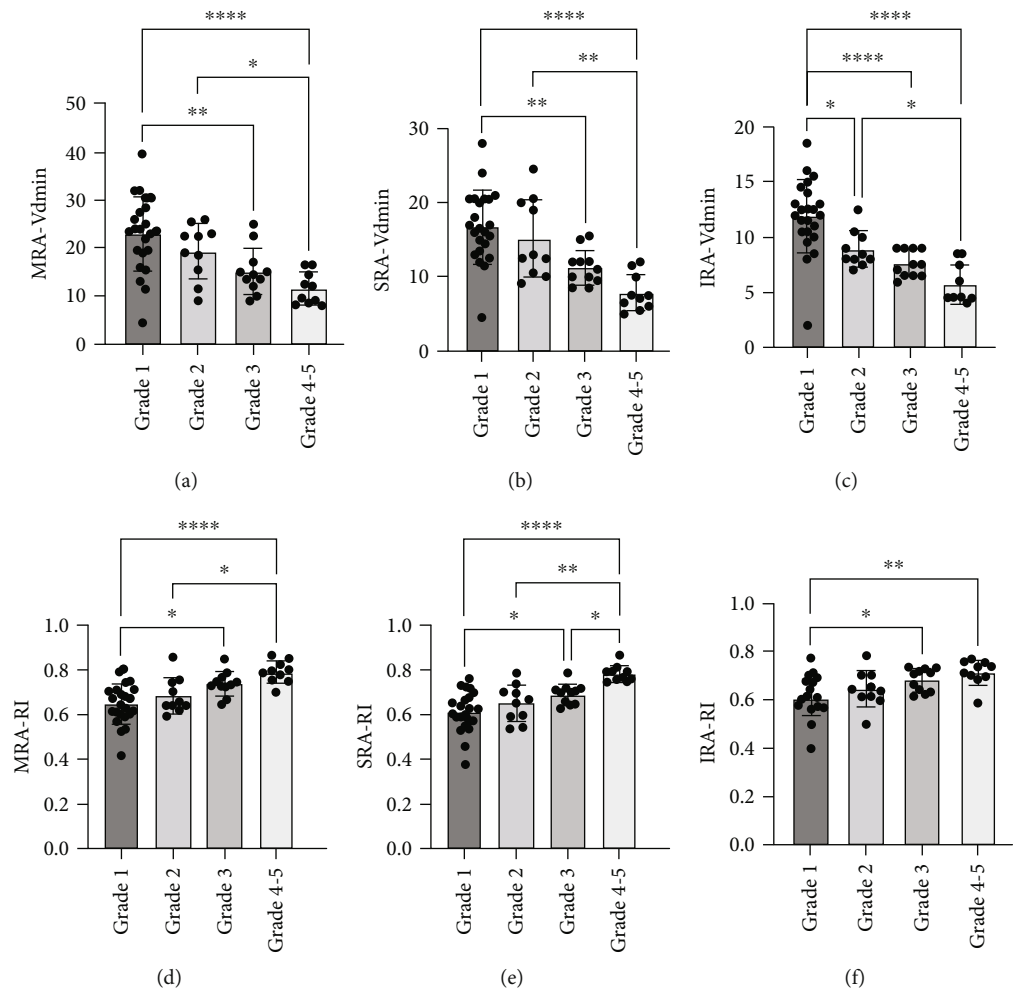 ****
*
**
50
40
30
20
10
0
MRA-Vdmin
Grade 1
Grade 2
Grade 3
Grade 4-5
(a)
****
**
**
30
20
10
0
SRA-Vdmin
Grade 1
Grade 2
Grade 3
Grade 4-5
(b)
****
****
*
*
20
15
10
5
0
IRA-Vdmin
Grade 1
Grade 2
Grade 3
Grade 4-5
(c)
****
*
*
1.0
0.8
0.6
0.4
0.2
0.0
MRA-RI
Grade 1
Grade 2
Grade 3
Grade 4-5
(d)
****
**
*
*
1.0
0.8
0.6
0.4
0.2
0.0
SRA-RI
Grade 1
Grade 2
Grade 3
Grade 4-5
(e)
**
*
1.0
0.8
0.6
0.4
0.2
0.0
IRA-RI
Grade 1
Grade 2
Grade 3
Grade 4-5
(f)